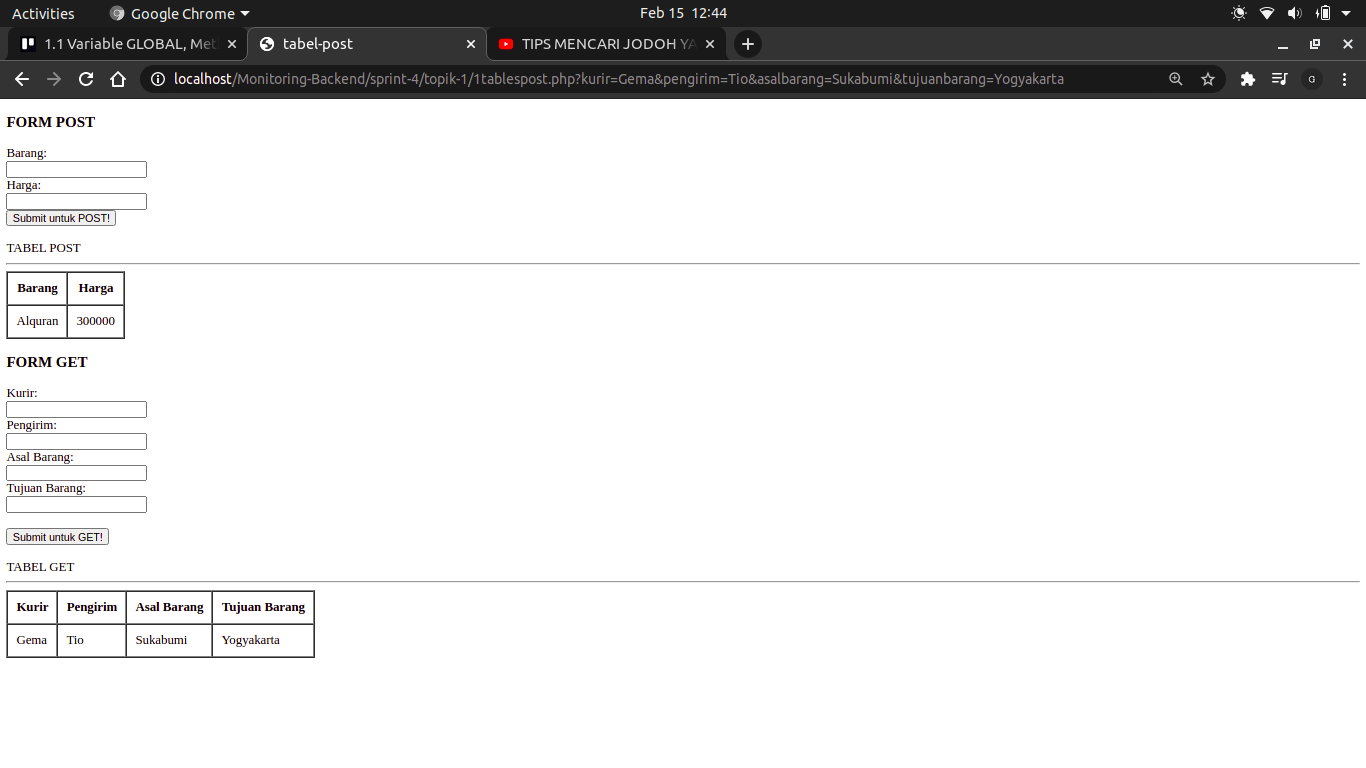 Activities Google Chrome Feb 15 12:44
1.1 Variable GLOBAL, Met tabel-post TIPS MENCARI JODOH YA
localhost/Monitoring-Backend/sprint-4/topik-1/1tablespost.php?kurir=Gema&pengirim=Tio&asalbarang=Sukabumi&tujuanbarang=Yogyakarta G
FORM POST
Barang:
Harga:
Submit untuk POST!
TABEL POST
Barang Harga
Alquran 300000
FORM GET
Kurir:
Pengirim:
Asal Barang:
Tujuan Barang:
Submit untuk GET!
TABEL GET
Kurir Pengirim Asal Barang Tujuan Barang
Gema Tio Sukabumi Yogyakarta